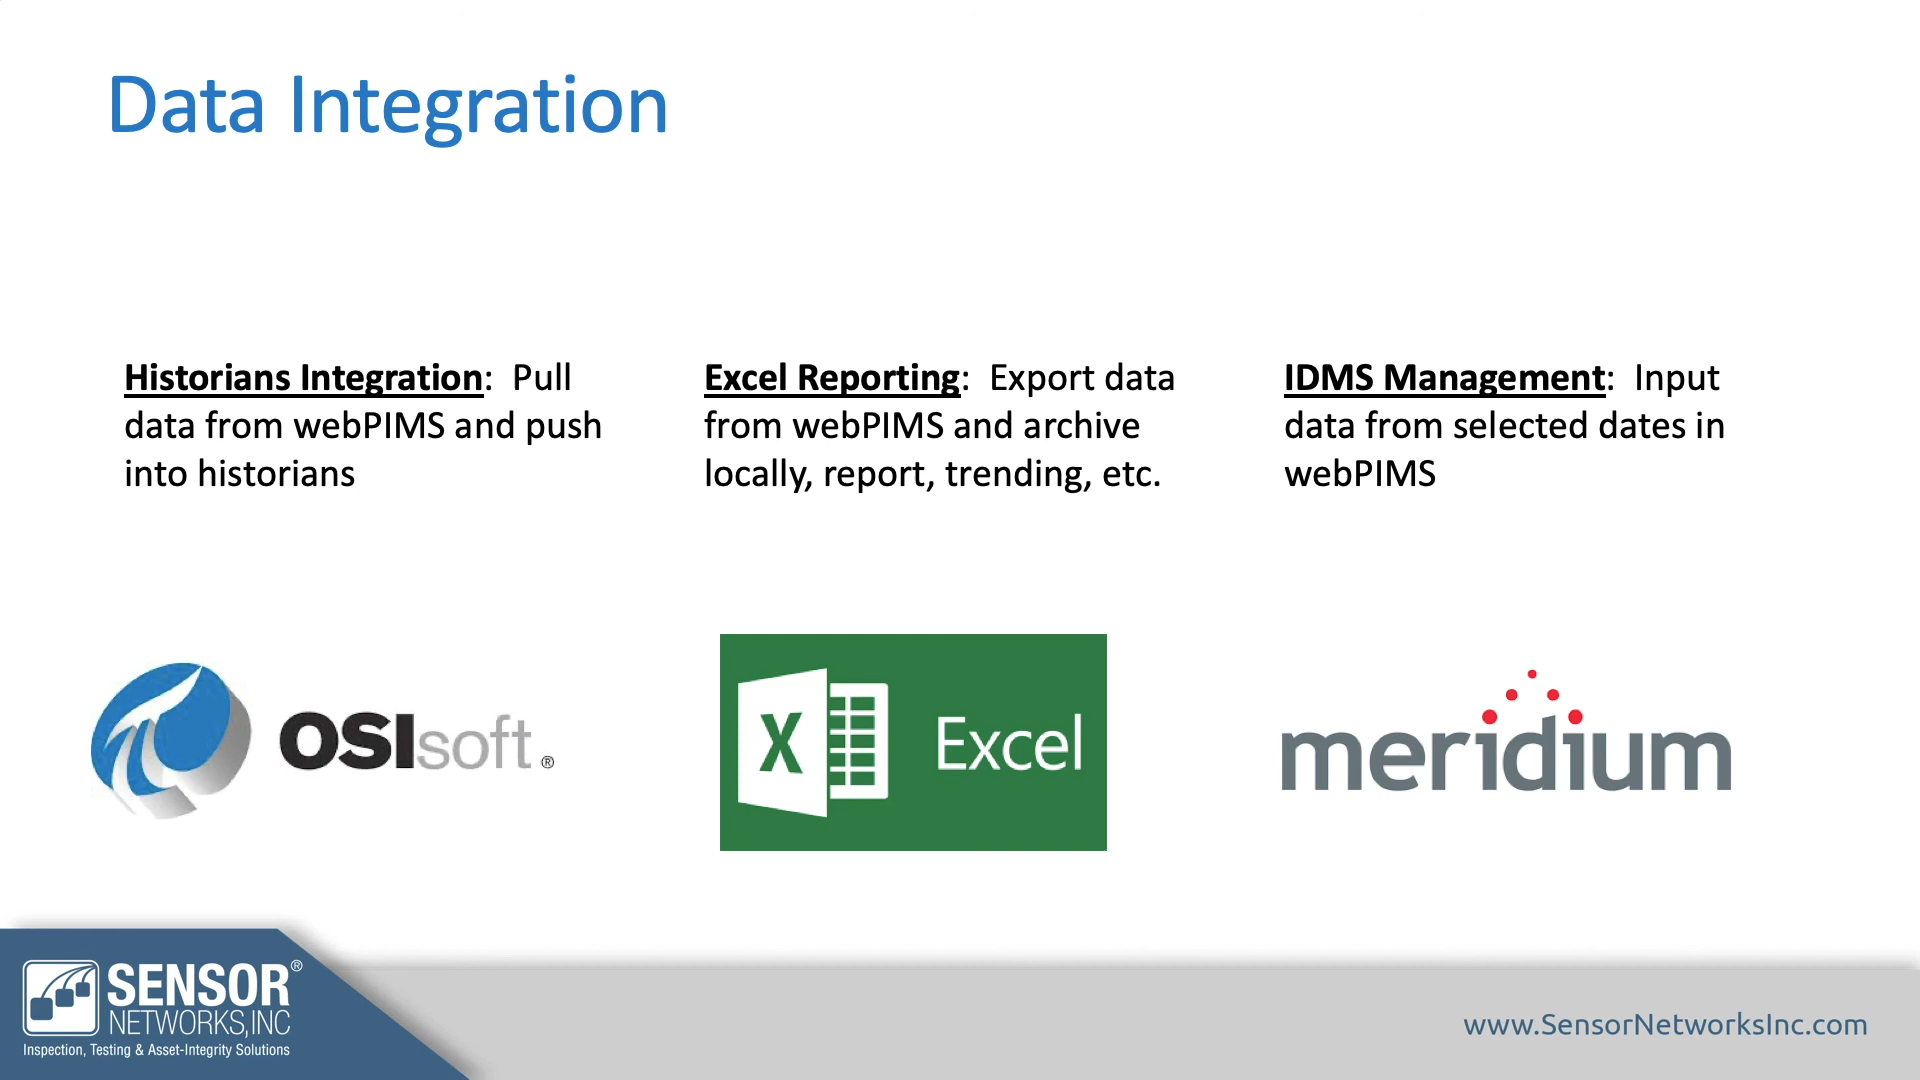 Data Integration
Historians Integration:  Pull
data from webPIMS and push
into historians
Excel Reporting:  Export data
from webPIMS and archive
locally, report, trending, etc.
IDMS Management:  Input
data from selected dates in
webPIMS
OSIsoft®
X Excel
meridium
SENSOR®
NETWORKS,INC
Inspection, Testing & Asset-Integrity Solutions
www.SensorNetworksInc.com